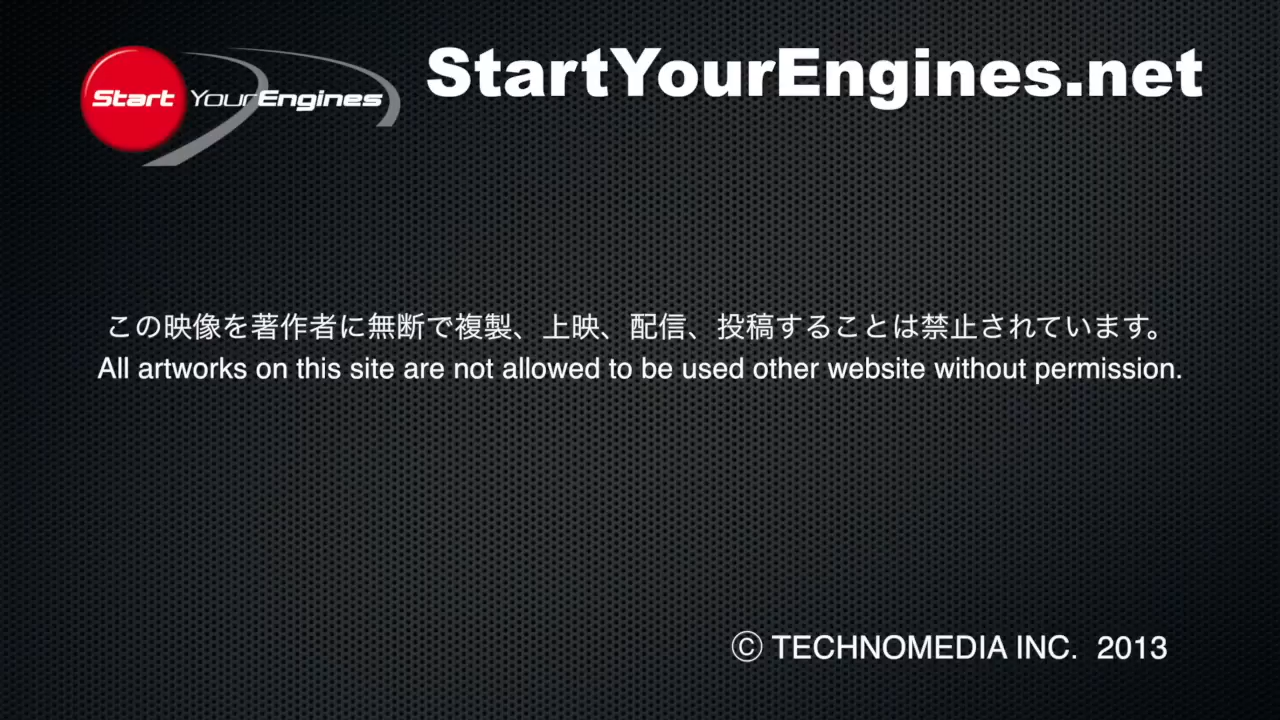 Start YourEngines
StartYourEngines.net
この映像を著作者に無断で複製、上映、配信、投稿することは禁止されています。
All artworks on this site are not allowed to be used other website without permission.
Ⓒ TECHNOMEDIA INC. 2013